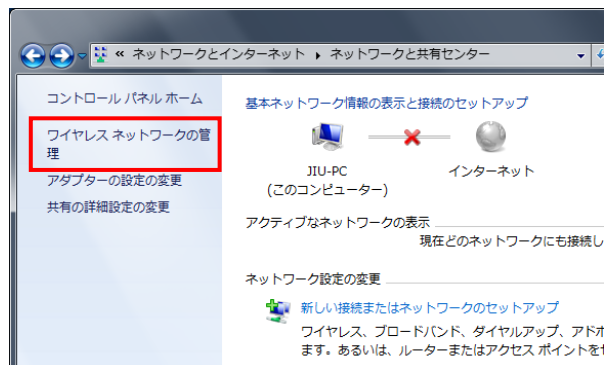 « ネットワークとインターネット ▸ ネットワークと共有センター
コントロール パネル ホーム
ワイヤレス ネットワークの管
理
アダプターの設定の変更
共有の詳細設定の変更
基本ネットワーク情報の表示と接続のセットアップ
JIU-PC
(このコンピューター)
インターネット
アクティブなネットワークの表示
現在どのネットワークにも接続し
ネットワーク設定の変更
新しい接続またはネットワークのセットアップ
ワイヤレス、ブロードバンド、ダイヤルアップ、アドホ
ます。あるいは、ルーターまたはアクセス ポイントをセ